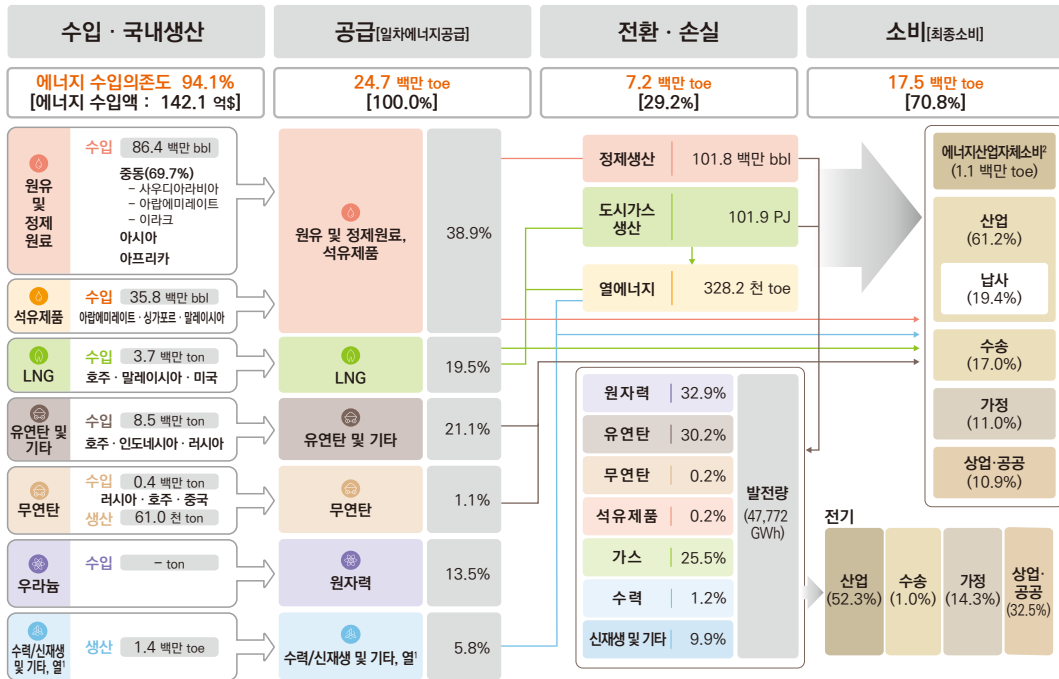 수입 · 국내생산
공급[일차에너지공급]
전환 · 손실
소비[최종소비]
에너지 수입의존도 94.1%
[에너지 수입액 : 142.1 억$]
24.7 백만 toe
[100.0%]
7.2 백만 toe
[29.2%]
17.5 백만 toe
[70.8%]
원유
및
정제
원료
수입 86.4 백만 bbl
중동(69.7%)
– 사우디아라비아
– 아랍에미레이트
– 이라크
아시아
아프리카
석유제품
수입 35.8 백만 bbl
아랍에미레이트 · 싱가포르 · 말레이시아
LNG
수입 3.7 백만 ton
호주 · 말레이시아 · 미국
유연탄 및
기타
수입 8.5 백만 ton
호주 · 인도네시아 · 러시아
무연탄
수입 0.4 백만 ton
러시아 · 호주 · 중국
생산 61.0 천 ton
우라늄
수입 – ton
수력/신재생
및 기타, 열¹
생산 1.4 백만 toe
원유 및 정제원료,
석유제품
38.9%
LNG
19.5%
유연탄 및 기타
21.1%
무연탄
1.1%
원자력
13.5%
수력/신재생 및 기타, 열¹
5.8%
정제생산 101.8 백만 bbl
도시가스
생산
101.9 PJ
열에너지 328.2 천 toe
원자력 32.9%
유연탄 30.2%
무연탄 0.2%
석유제품 0.2%
가스 25.5%
수력 1.2%
신재생 및 기타 9.9%
발전량
(47,772
GWh)
에너지산업자체소비²
(1.1 백만 toe)
산업
(61.2%)
납사
(19.4%)
수송
(17.0%)
가정
(11.0%)
상업·공공
(10.9%)
전기
산업
(52.3%)
수송
(1.0%)
가정
(14.3%)
상업·
공공
(32.5%)